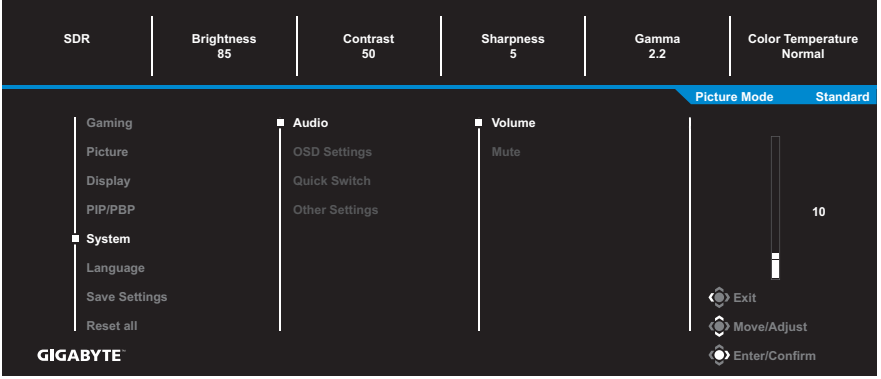 SDR
Brightness
85
Contrast
50
Sharpness
5
Gamma
2.2
Color Temperature
Normal
Picture Mode Standard
Gaming
Picture
Display
PIP/PBP
System
Language
Save Settings
Reset all
Audio
OSD Settings
Quick Switch
Other Settings
Volume
Mute
10
Exit
Move/Adjust
Enter/Confirm
GIGABYTE™